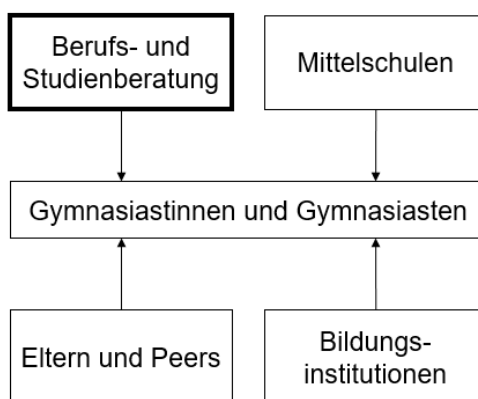 Berufs- und
Studienberatung
Mittelschulen
Gymnasiastinnen und Gymnasiasten
Eltern und Peers
Bildungs-
institutionen